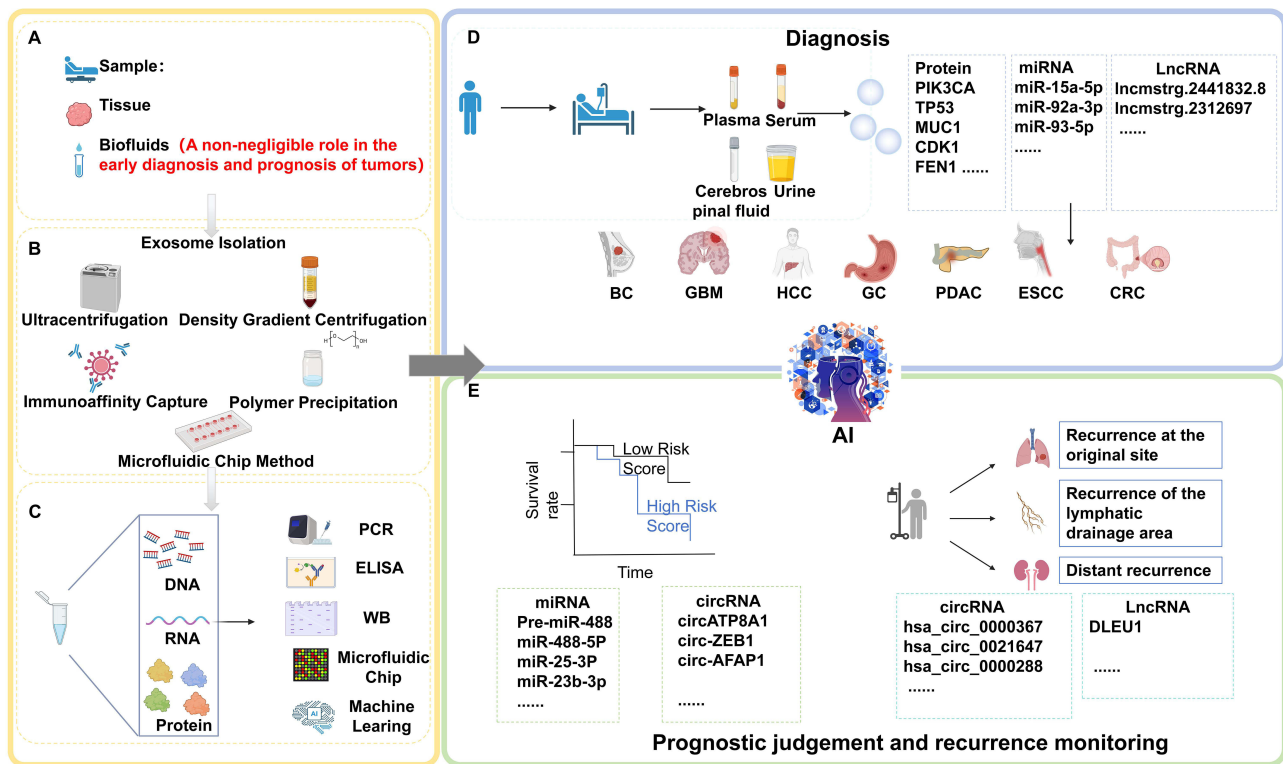 A
Sample：
Tissue
Biofluids（A non-negligible role in the
early diagnosis and prognosis of tumors）
B
Exosome Isolation
Ultracentrifugation
Density Gradient Centrifugation
H
O
n
OH
Immunoaffinity Capture
Polymer Precipitation
Microfluidic Chip Method
C
DNA
RNA
Protein
PCR
ELISA
WB
Microfluidic
Chip
AI
Machine
Learing
D
Diagnosis
Plasma
Serum
Cerebros
pinal fluid
Urine
Protein
PIK3CA
TP53
MUC1
CDK1
FEN1 ......
miRNA
miR-15a-5p
miR-92a-3p
miR-93-5p
......
LncRNA
lncmstrg.2441832.8
lncmstrg.2312697
......
BC
GBM
HCC
GC
PDAC
ESCC
CRC
AI
E
Survival
rate
Low Risk
Score
High Risk
Score
Time
miRNA
Pre-miR-488
miR-488-5P
miR-25-3P
miR-23b-3p
......
circRNA
circATP8A1
circ-ZEB1
circ-AFAP1
......
Recurrence at the
original site
Recurrence of the
lymphatic
drainage area
Distant recurrence
circRNA
hsa_circ_0000367
hsa_circ_0021647
hsa_circ_0000288
......
LncRNA
DLEU1
......
Prognostic judgement and recurrence monitoring